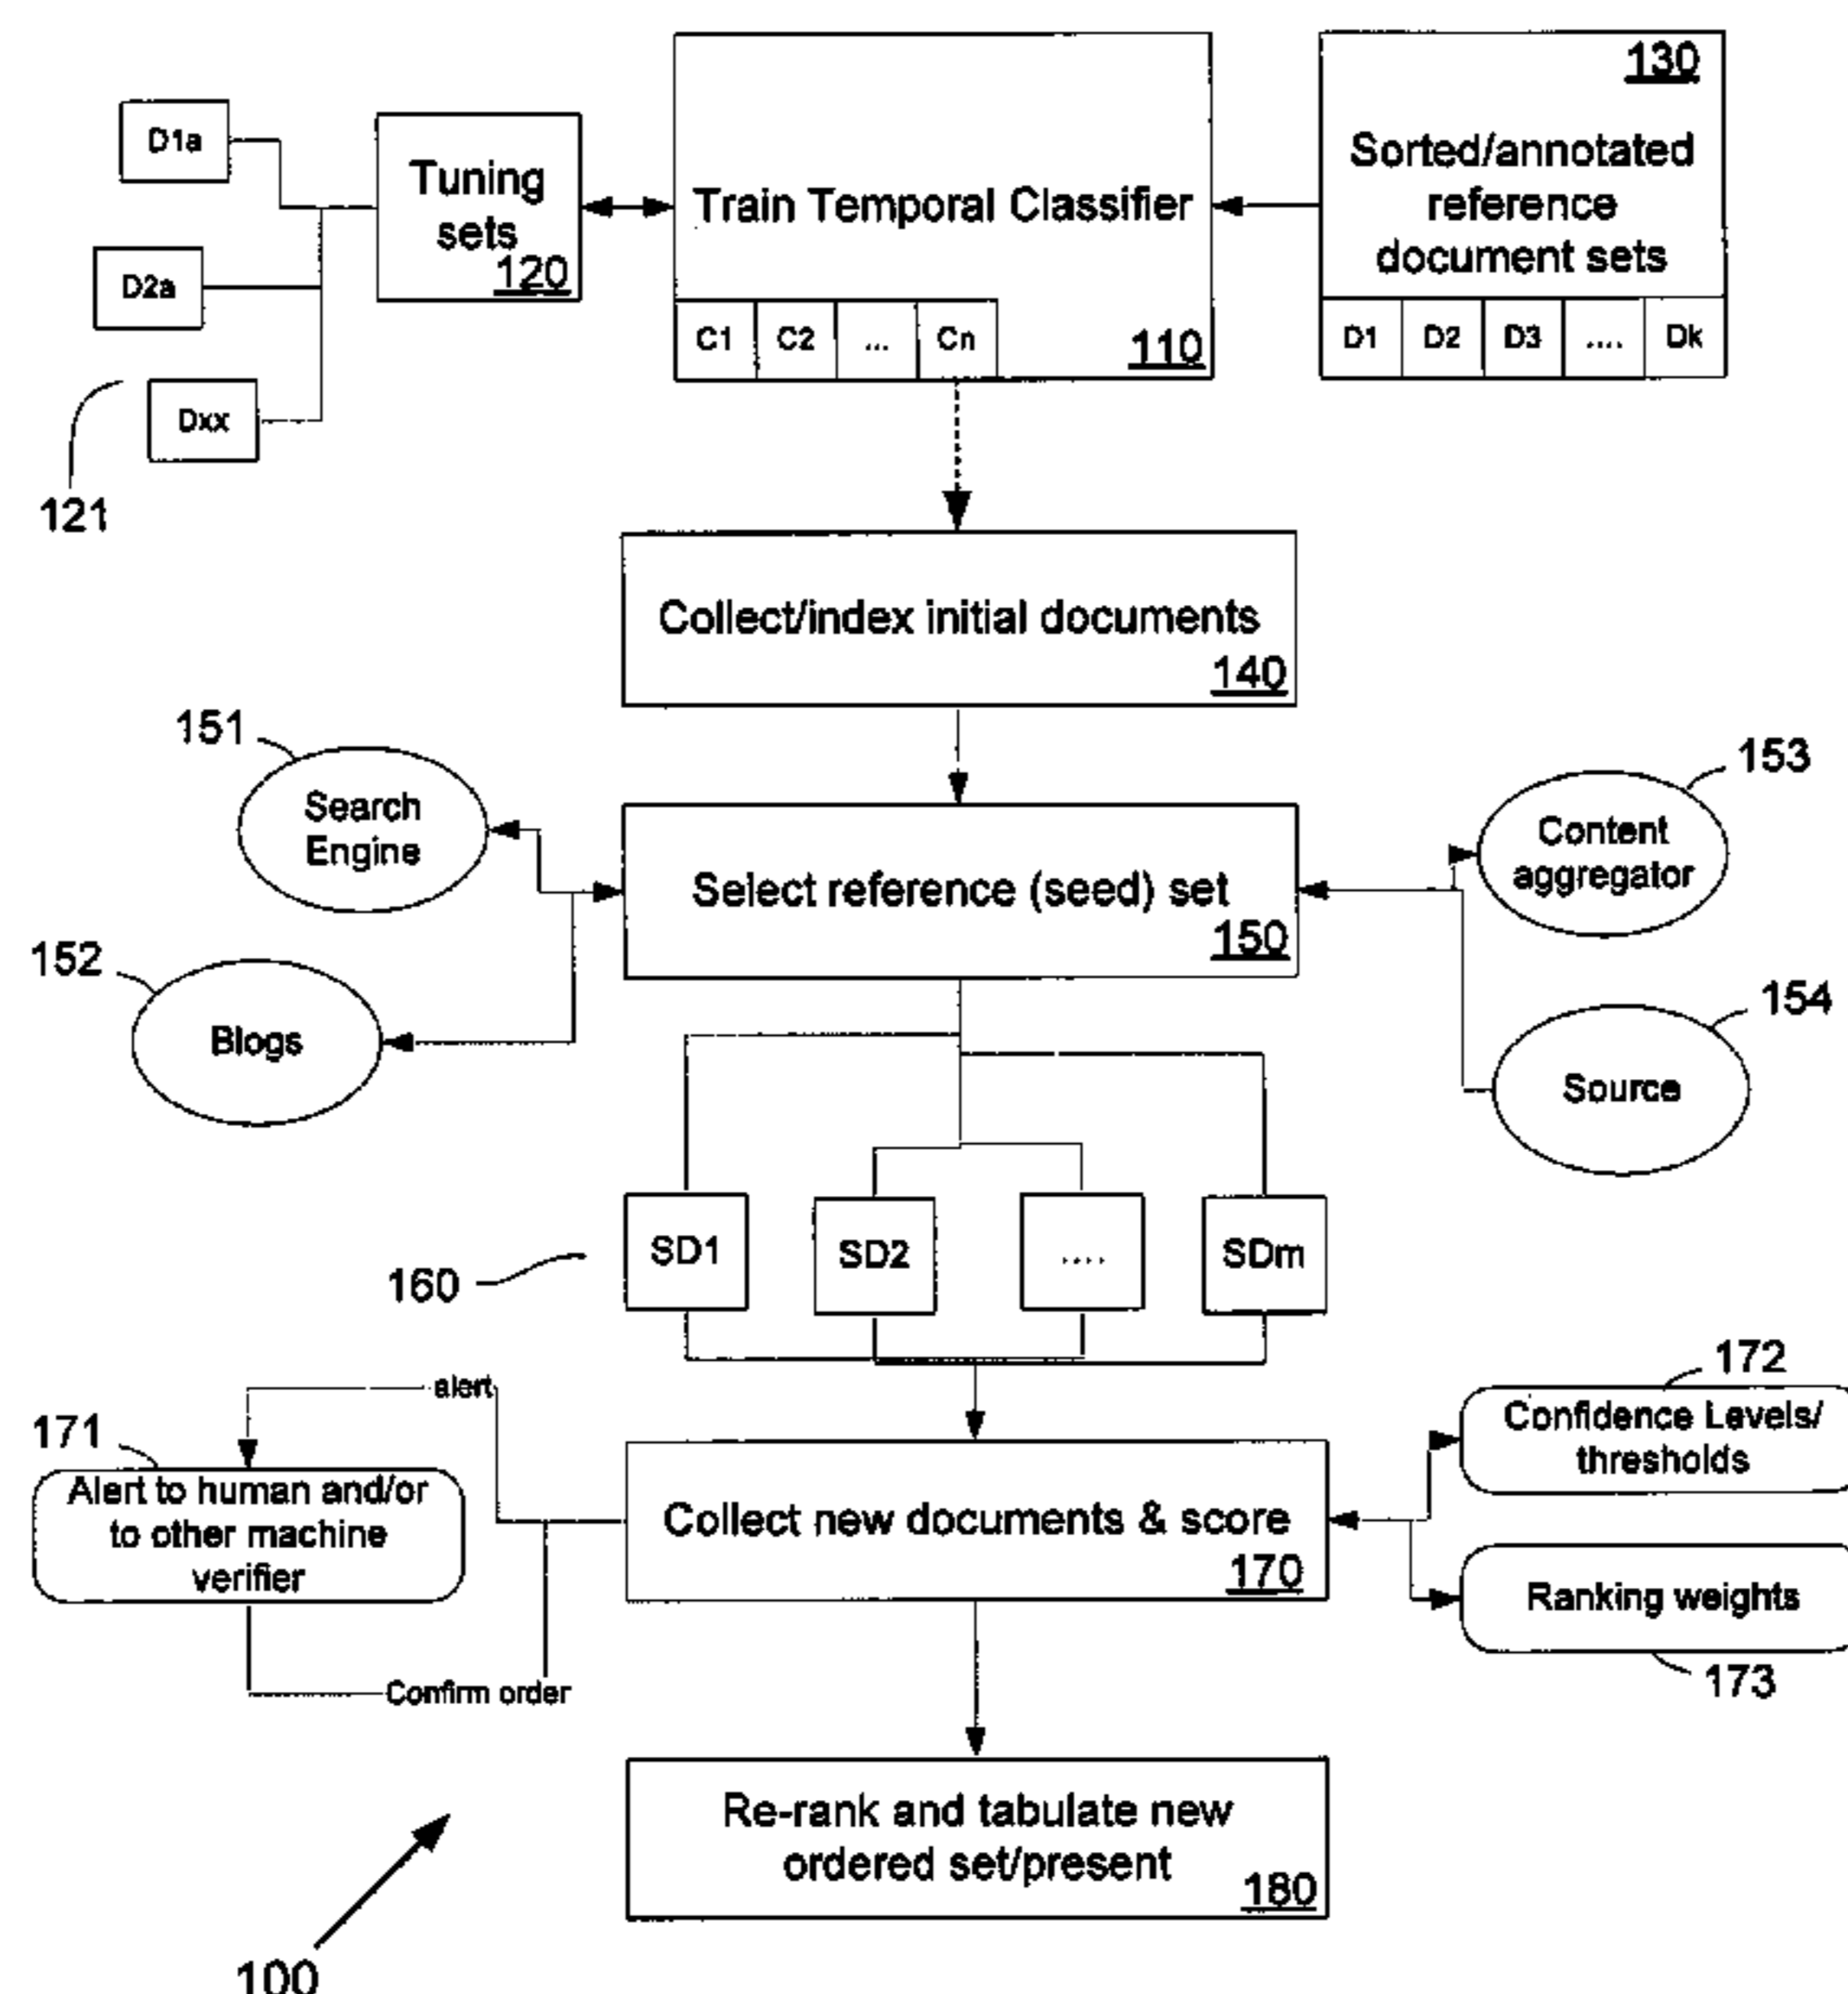 130
D1a
Tuning
sets
120
Train Temporal Classifier
Sorted/annotated
reference
document sets
D2a
C1 C2 ... Cn
110
D1 D2 D3 .... Dk
Dxx
121
Collect/index initial documents
140
151
Search
Engine
153
Content
aggregator
Select reference (seed) set
150
152
Blogs
154
Source
160
SD1
SD2
....
SDm
alert
171
Alert to human and/or
to other machine
verifier
172
Confidence Levels/
thresholds
Collect new documents & score
170
Ranking weights
173
Confirm order
Re-rank and tabulate new
ordered set/present
180
100